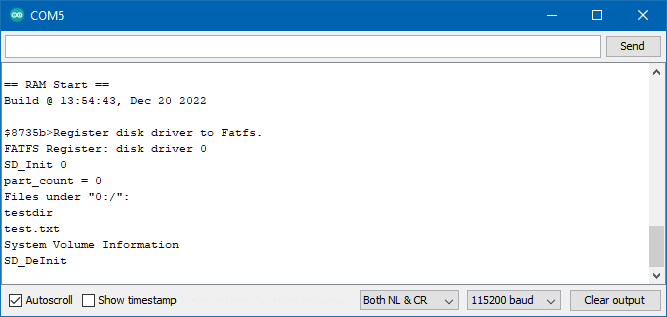 COM5
Send
== RAM Start ==
Build @ 13:54:43, Dec 20 2022
$8735b>Register disk driver to Fatfs.
FATFS Register: disk driver 0
SD_Init 0
part_count = 0
Files under "0:/":
testdir
test.txt
System Volume Information
SD_DeInit
Autoscroll Show timestamp Both NL & CR 115200 baud Clear output